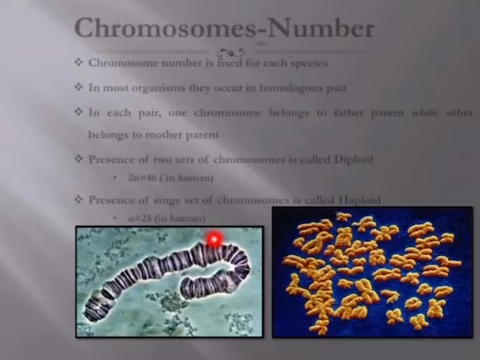 Chromosomes-Number
❖ Chromosome number is fixed for each species
❖ In most organisms they occur in homologous pair
❖ In each pair, one chromosome belongs to father parent while other
belongs to mother parent
❖ Presence of two sets of chromosomes is called Diploid
• 2n=46 ( in human)
❖ Presence of singe set of chromosomes is called Haploid
• n=23 (in human)